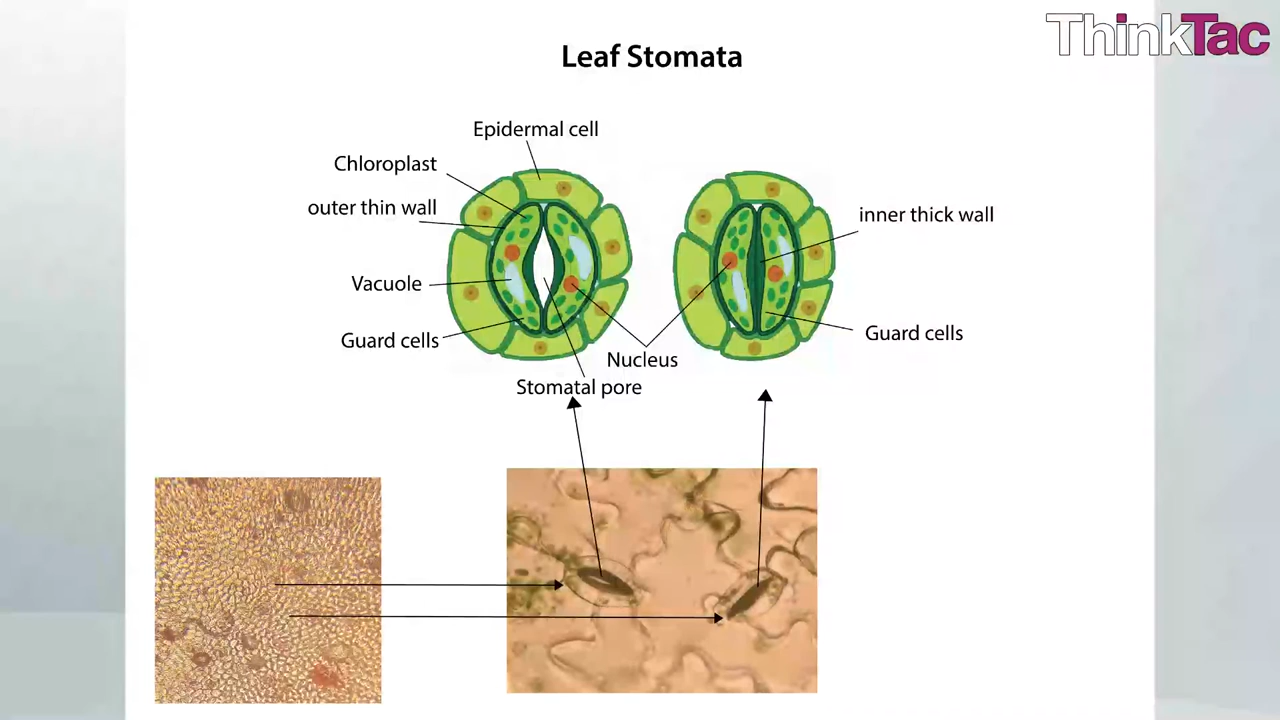 ThinkTac
Leaf Stomata
Epidermal cell
Chloroplast
outer thin wall
inner thick wall
Vacuole
Guard cells
Guard cells
Nucleus
Stomatal pore